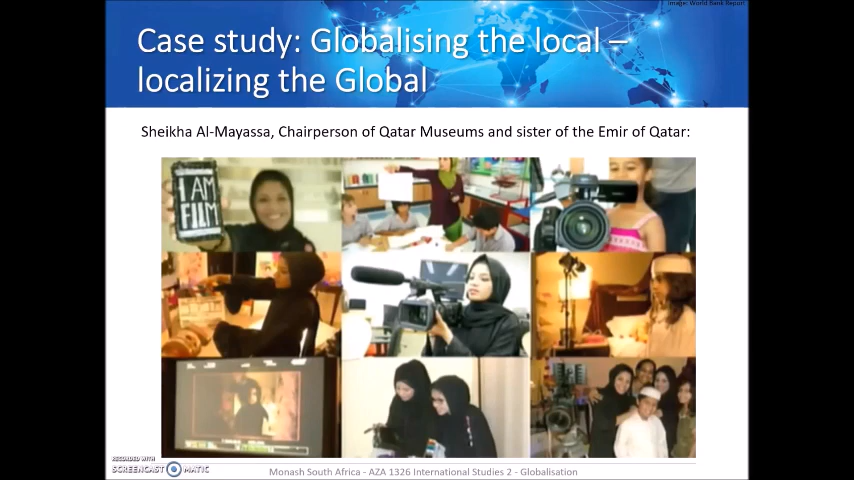 Image: World Bank Report
Case study: Globalising the local –
localizing the Global
Sheikha Al-Mayassa, Chairperson of Qatar Museums and sister of the Emir of Qatar:
I AM
FILM
RECORDED WITH
SCREENCAST MATIC
Monash South Africa - AZA 1326 International Studies 2 - Globalisation